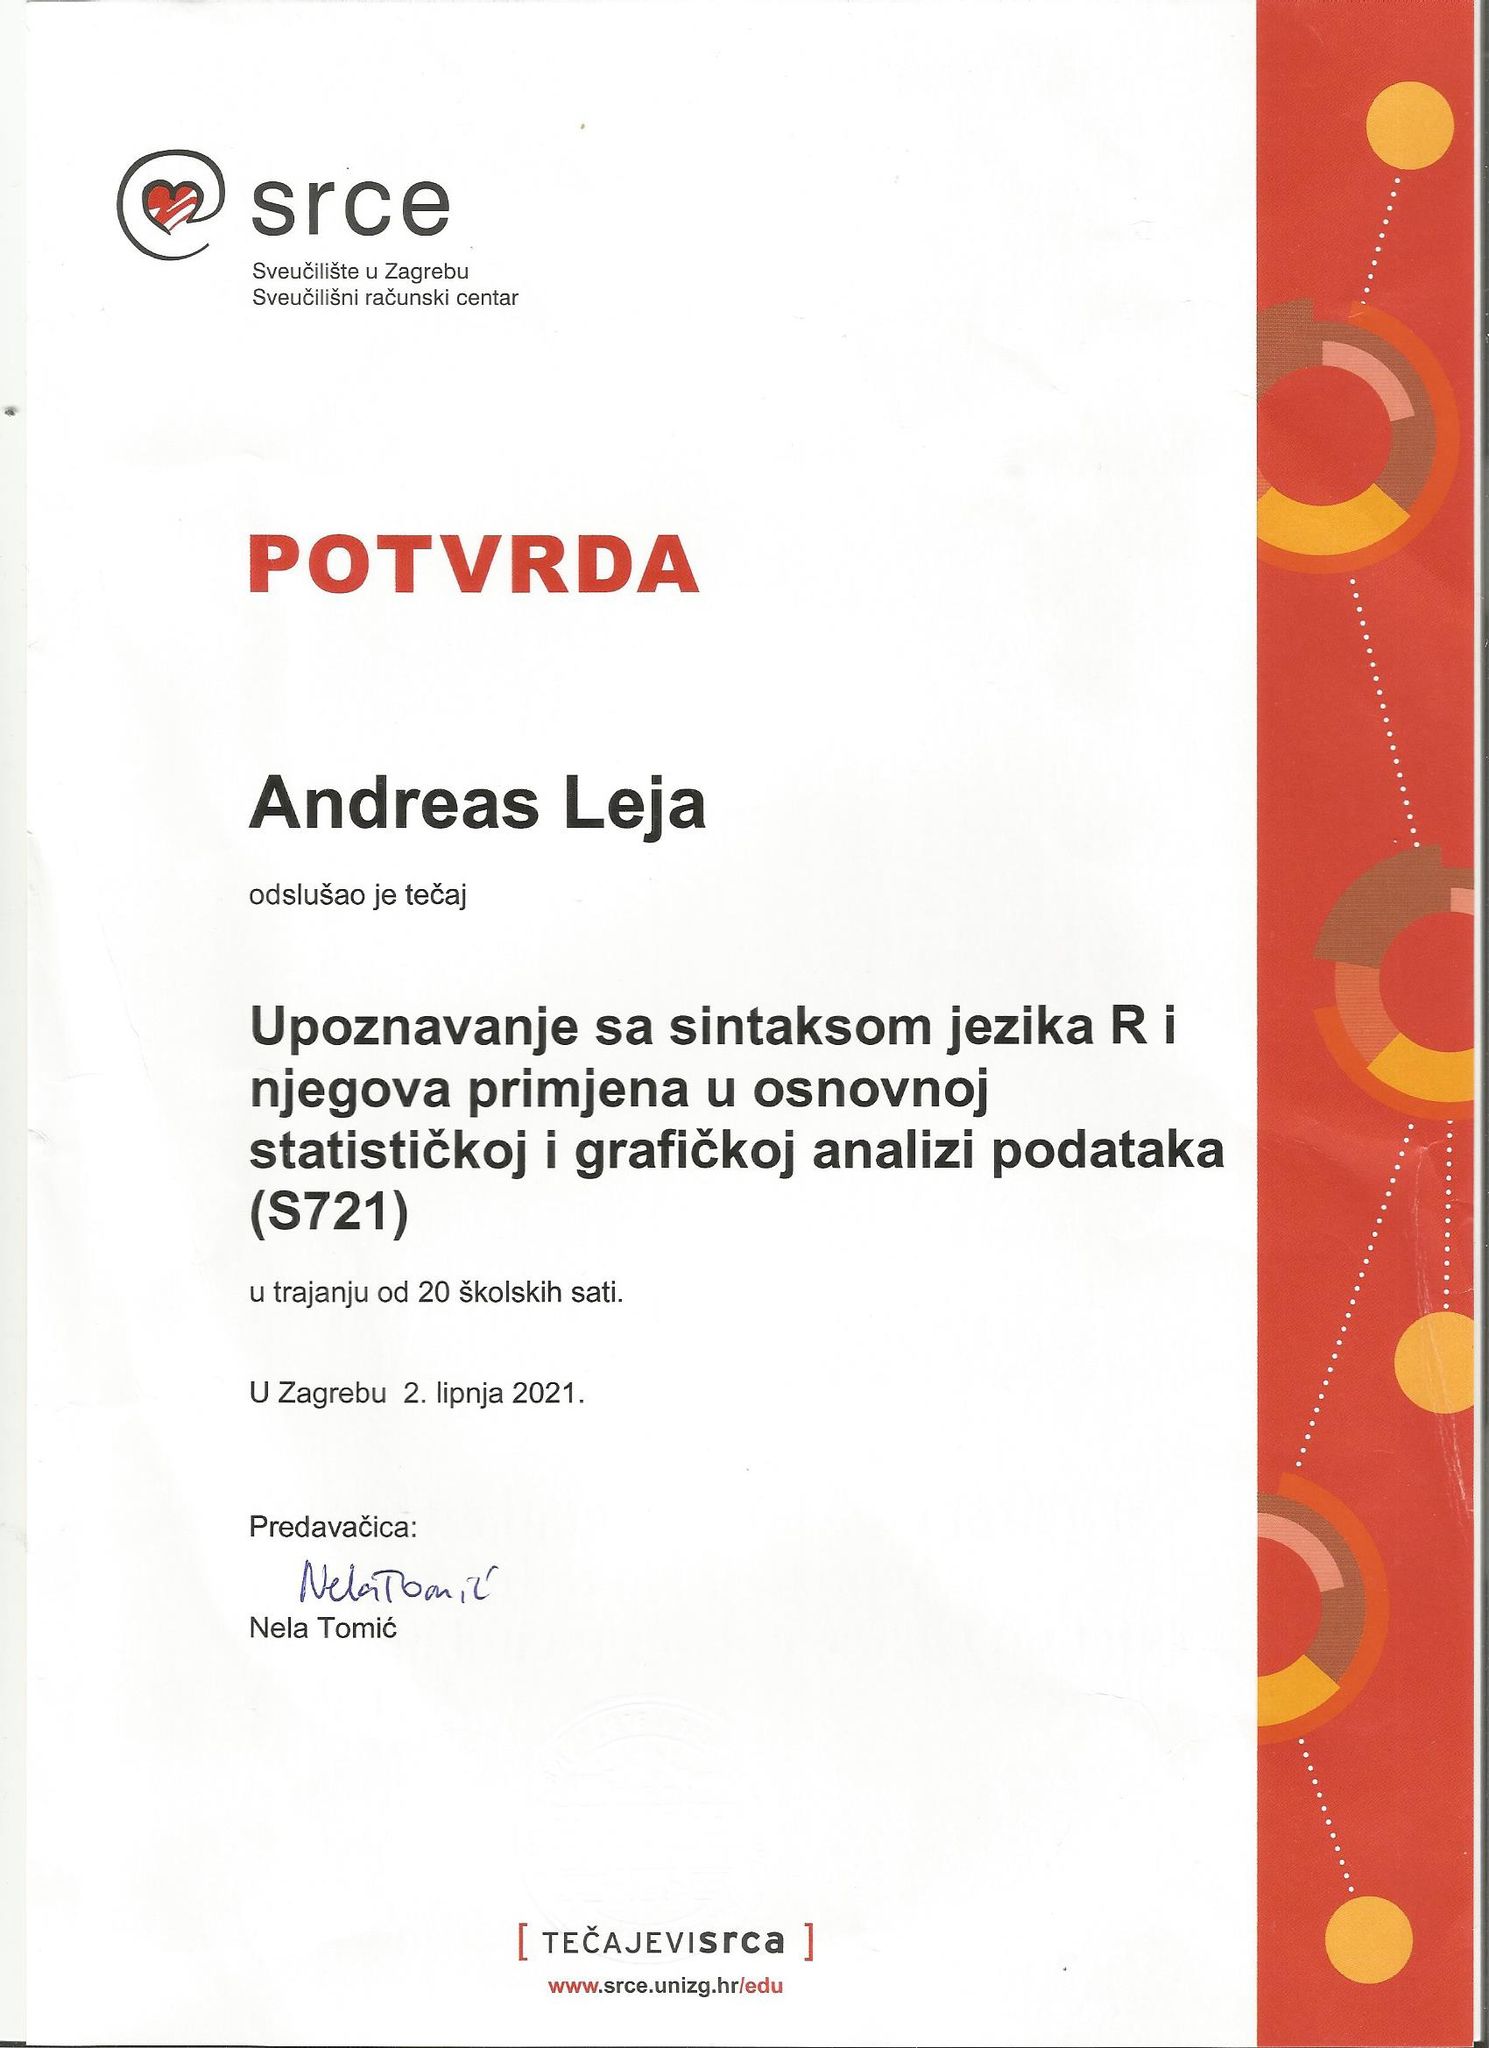 srce
Sveučilište u Zagrebu
Sveučilišni računski centar
POTVRDA
Andreas Leja
odslušao je tečaj
Upoznavanje sa sintaksom jezika R i
njegova primjena u osnovnoj
statističkoj i grafičkoj analizi podataka
(S721)
u trajanju od 20 školskih sati.
U Zagrebu 2. lipnja 2021.
Predavačica:
Nela Tomić
Nela Tomić
[ TEČAJEVIsrca ]
www.srce.unizg.hr/edu